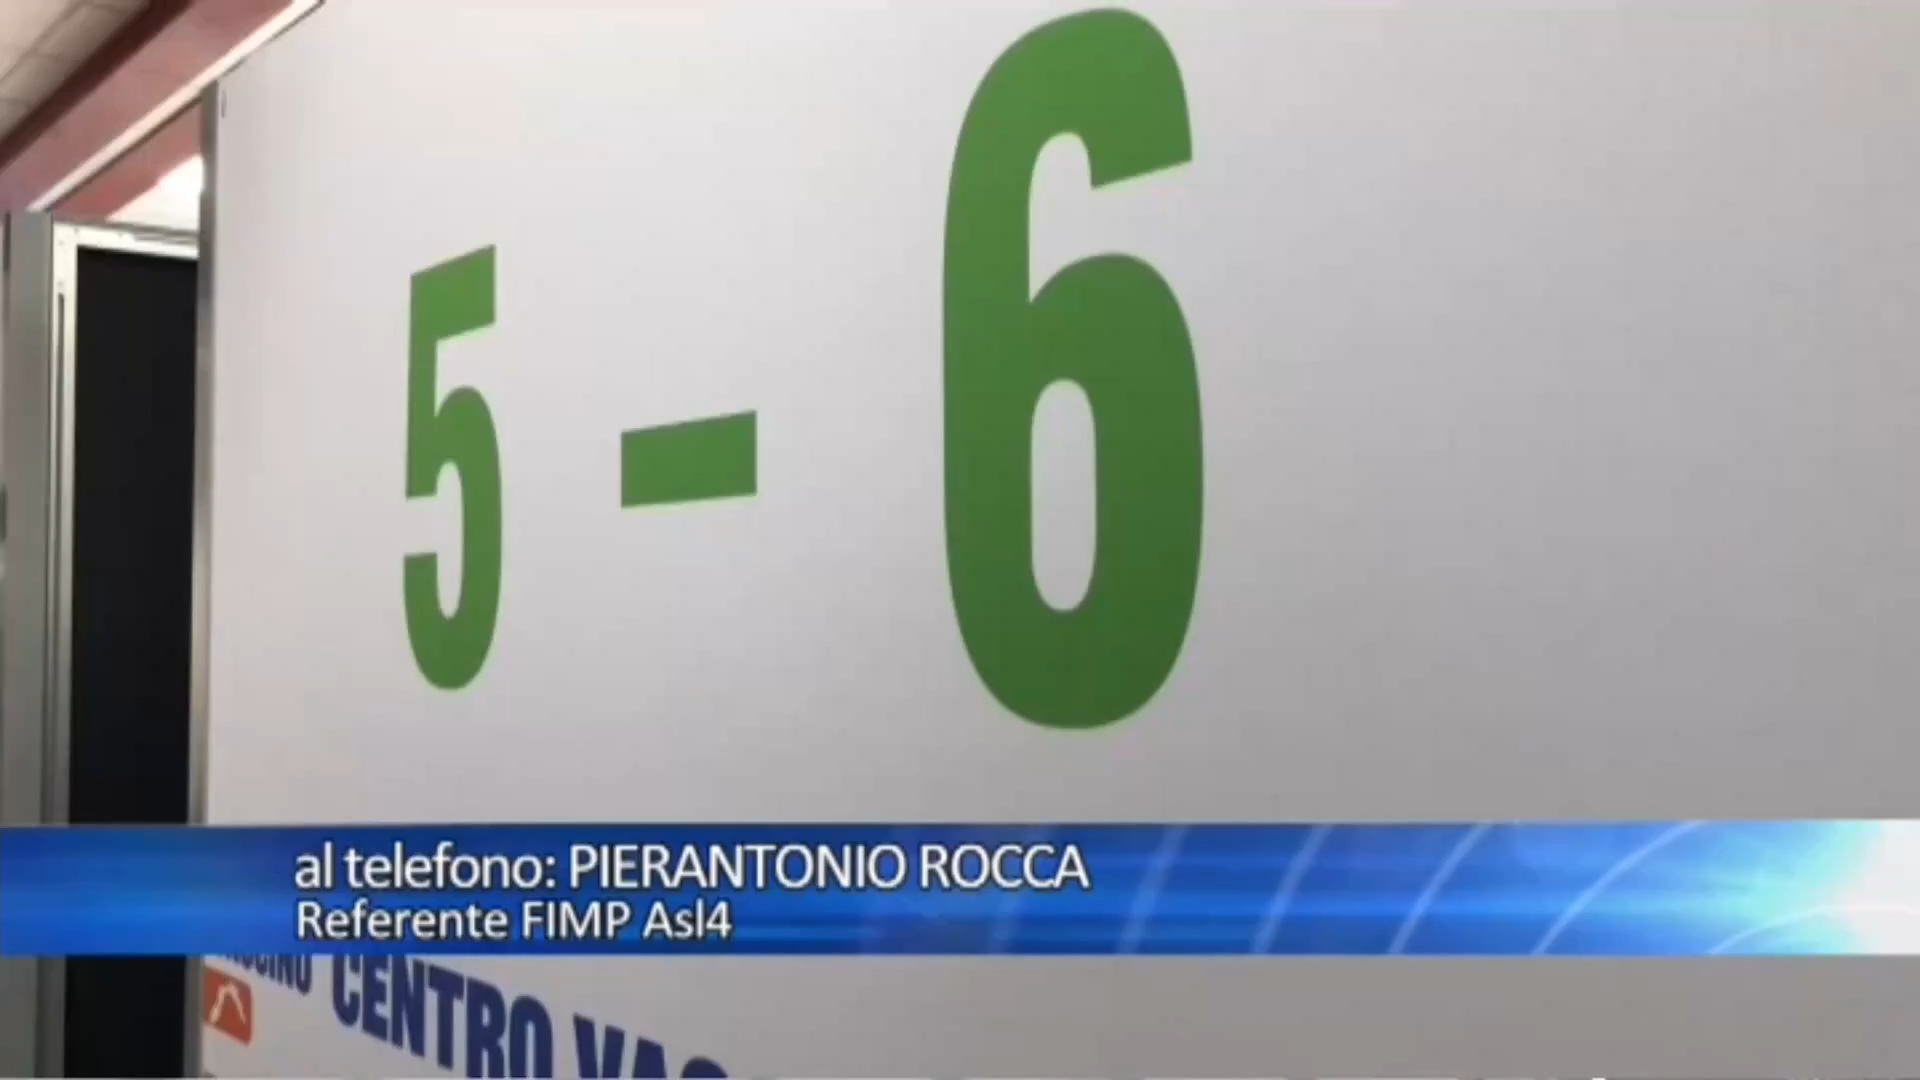 5 - 6
al telefono: PIERANTONIO ROCCA
Referente FIMP Asl4
CENTRO